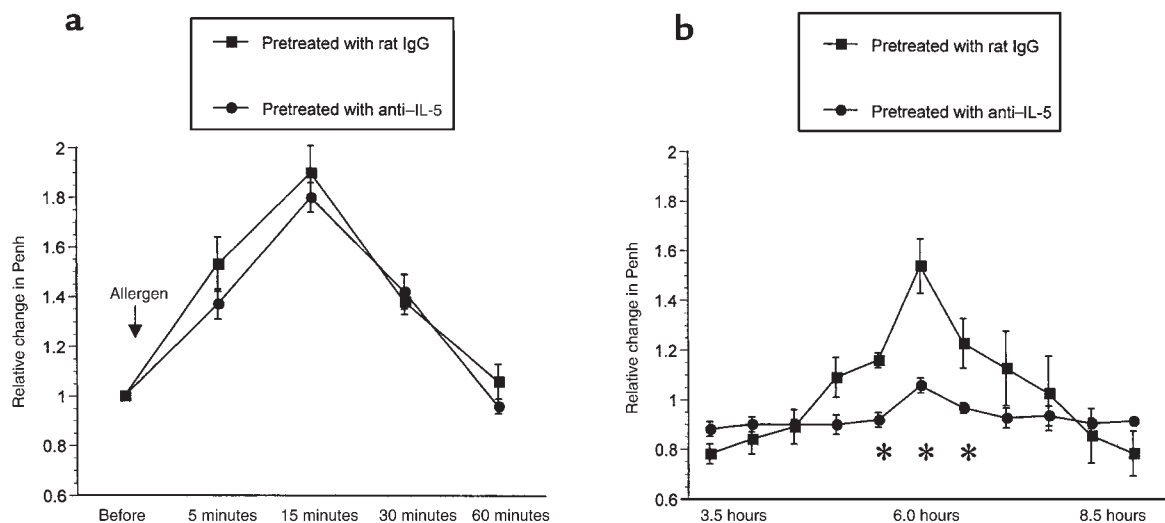 a
Pretreated with rat IgG
Pretreated with anti–IL-5
Relative change in Penh
2
1.8
1.6
1.4
1.2
1
0.8
0.6
Allergen
Before 5 minutes 15 minutes 30 minutes 60 minutes
b
Pretreated with rat IgG
Pretreated with anti–IL-5
Relative change in Penh
2
1.8
1.6
1.4
1.2
1
0.8
0.6
* * *
3.5 hours 6.0 hours 8.5 hours